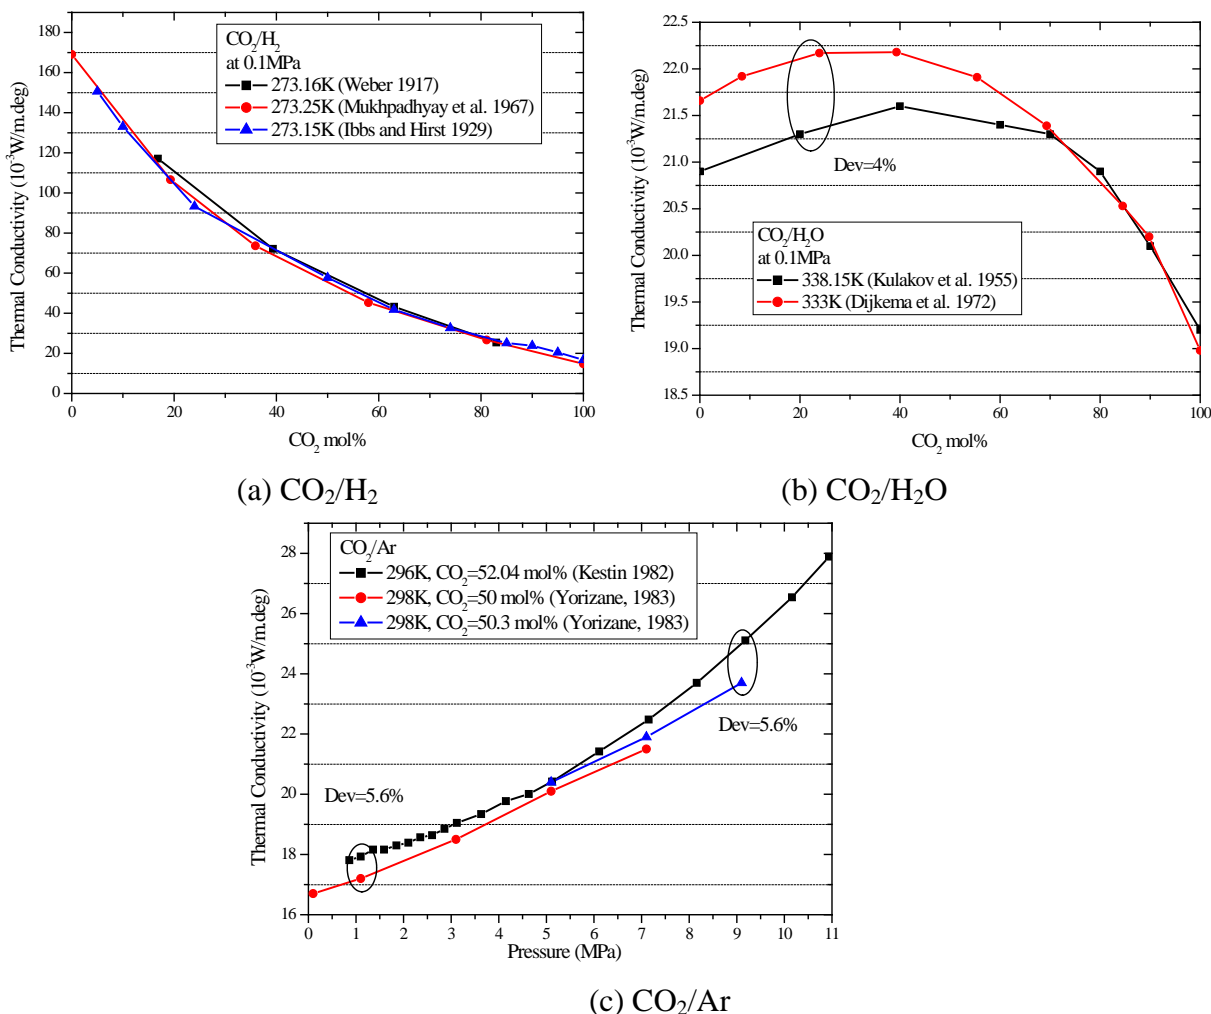 Thermal Conductivity (10⁻³W/m.deg)
180
160
140
120
100
80
60
40
20
0
CO₂/H₂
at 0.1MPa
273.16K (Weber 1917)
273.25K (Mukhpadhyay et al. 1967)
273.15K (Ibbs and Hirst 1929)
0 20 40 60 80 100
CO₂ mol%
(a) CO₂/H₂
Thermal Conductivity (10⁻³W/m.deg)
22.5
22.0
21.5
21.0
20.5
20.0
19.5
19.0
18.5
Dev=4%
CO₂/H₂O
at 0.1MPa
338.15K (Kulakov et al. 1955)
333K (Dijkema et al. 1972)
0 20 40 60 80 100
CO₂ mol%
(b) CO₂/H₂O
Thermal Conductivity (10⁻³W/m.deg)
28
26
24
22
20
18
16
CO₂/Ar
296K, CO₂=52.04 mol% (Kestin 1982)
298K, CO₂=50 mol% (Yorizane, 1983)
298K, CO₂=50.3 mol% (Yorizane, 1983)
Dev=5.6%
Dev=5.6%
0 1 2 3 4 5 6 7 8 9 10 11
Pressure (MPa)
(c) CO₂/Ar